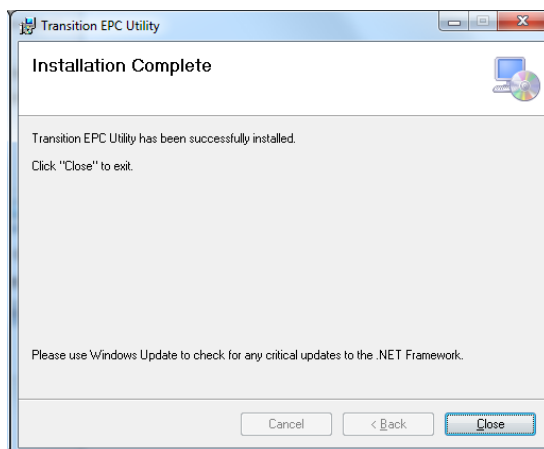 Transition EPC Utility
Installation Complete
Transition EPC Utility has been successfully installed.
Click "Close" to exit.
Please use Windows Update to check for any critical updates to the .NET Framework.
Cancel
< Back
Close